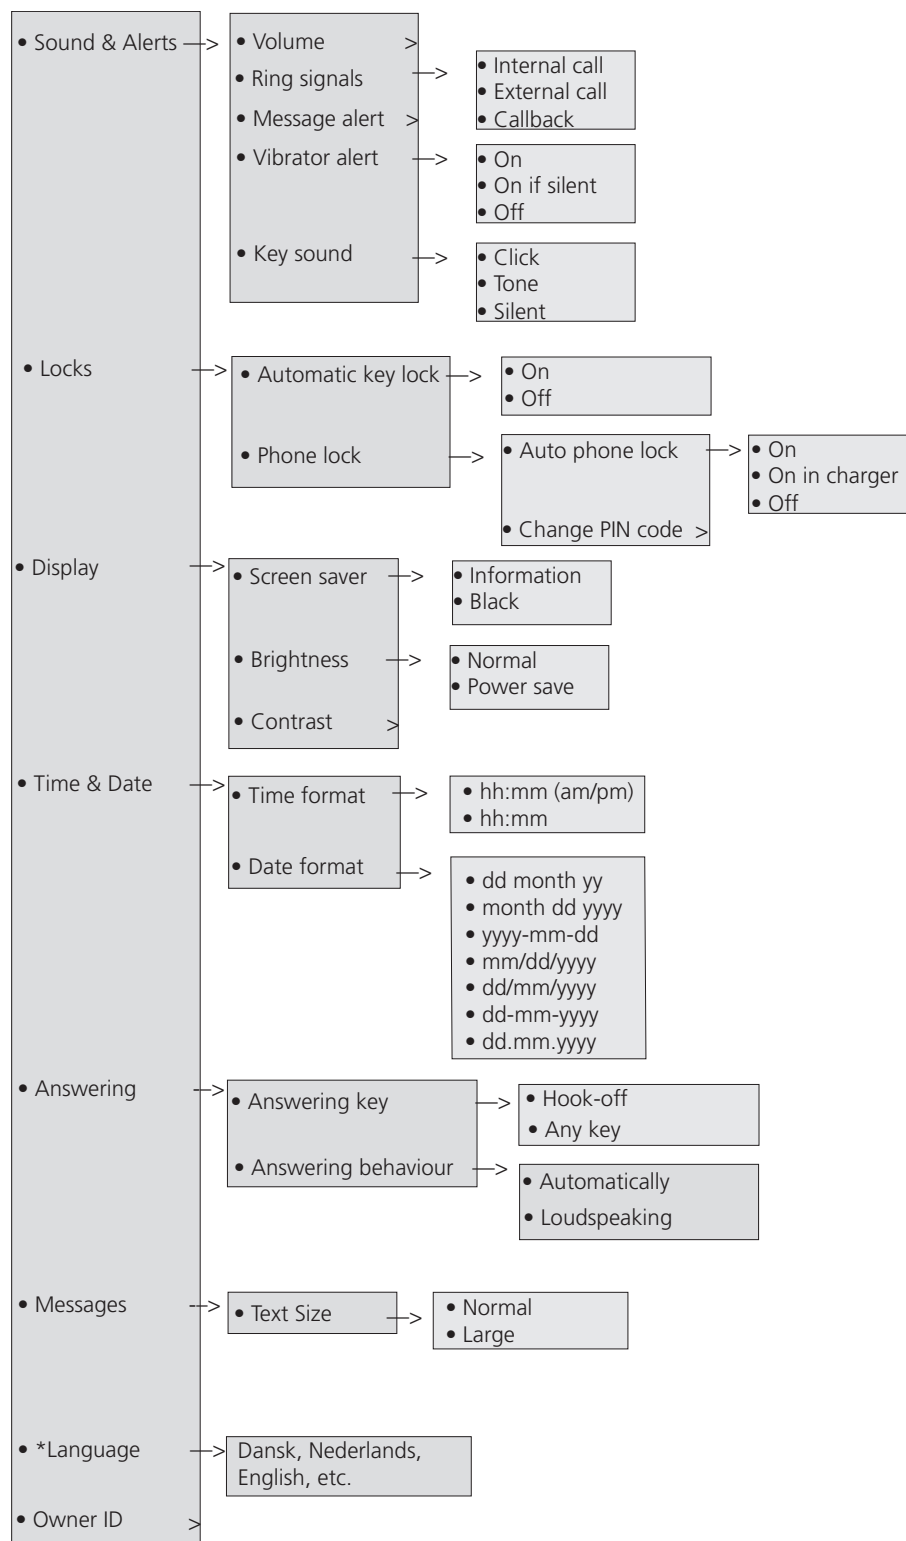 • Sound & Alerts —>
• Volume >
• Ring signals —>
• Internal call
• External call
• Callback
• Message alert >
• Vibrator alert —>
• On
• On if silent
• Off
• Key sound —>
• Click
• Tone
• Silent
• Locks —>
• Automatic key lock —>
• On
• Off
• Phone lock —>
• Auto phone lock —>
• On
• On in charger
• Off
• Change PIN code >
• Display —>
• Screen saver —>
• Information
• Black
• Brightness —>
• Normal
• Power save
• Contrast >
• Time & Date —>
• Time format —>
• hh:mm (am/pm)
• hh:mm
• Date format —>
• dd month yy
• month dd yyyy
• yyyy-mm-dd
• mm/dd/yyyy
• dd/mm/yyyy
• dd-mm-yyyy
• dd.mm.yyyy
• Answering —>
• Answering key —>
• Hook-off
• Any key
• Answering behaviour —>
• Automatically
• Loudspeaking
• Messages —>
• Text Size —>
• Normal
• Large
• *Language —>
Dansk, Nederlands,
English, etc.
• Owner ID >